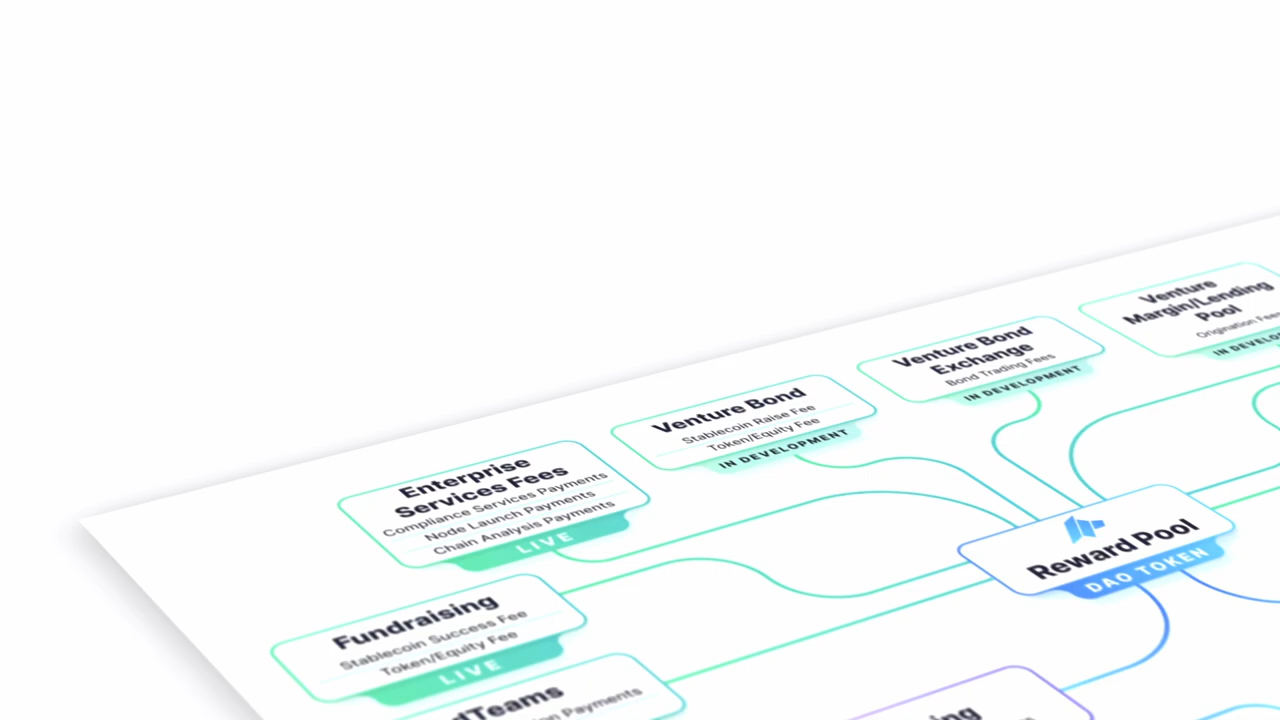 Venture
Margin/Lending
Pool
Origination
Venture Bond
Exchange
Bond Trading Fees
IN DEVELOPMENT
Venture Bond
Stablecoin Raise Fee
Token/Equity Fee
IN DEVELOPMENT
Enterprise
Services Fees
Compliance Services Payments
Node Launch Payments
Chain Analysis Payments
LIVE
Reward Pool
DAO TOKEN
Fundraising
Stablecoin Success Fee
Token/Equity Fee
LIVE
Payments